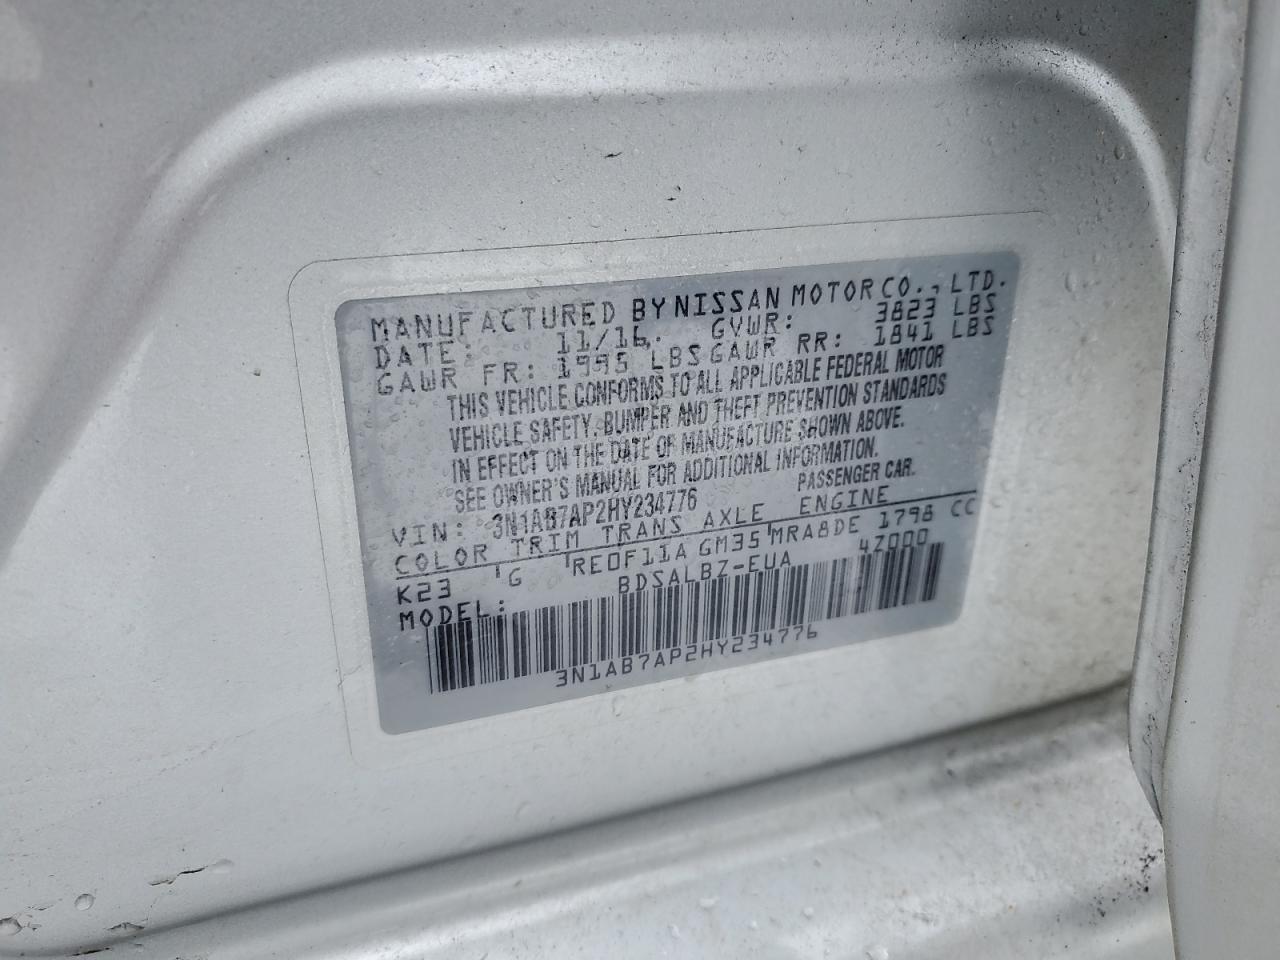 MANUFACTURED BY NISSAN MOTOR CO., LTD.
DATE: 11/16 GVWR: 3823 LBS
GAWR FR: 1995 LBS GAWR RR: 1841 LBS
THIS VEHICLE CONFORMS TO ALL APPLICABLE FEDERAL MOTOR
VEHICLE SAFETY, BUMPER AND THEFT PREVENTION STANDARDS
IN EFFECT ON THE DATE OF MANUFACTURE SHOWN ABOVE.
SEE OWNER'S MANUAL FOR ADDITIONAL INFORMATION.
VIN: 3N1AB7AP2HY234776 PASSENGER CAR.
COLOR TRIM TRANS AXLE ENGINE
K23 G RE0F11A GM35 MRA8DE 1798 CC
MODEL: BDSALBZ-EUA 4Z000
3N1AB7AP2HY234776